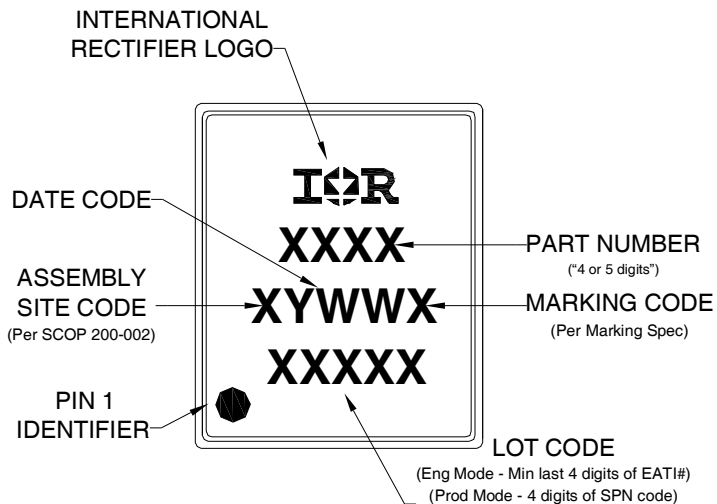 INTERNATIONAL
RECTIFIER LOGO
IOR
DATE CODE
XXXX
PART NUMBER
("4 or 5 digits")
ASSEMBLY
SITE CODE
(Per SCOP 200-002)
XYWWX
MARKING CODE
(Per Marking Spec)
XXXXX
PIN 1
IDENTIFIER
LOT CODE
(Eng Mode - Min last 4 digits of EATI#)
(Prod Mode - 4 digits of SPN code)